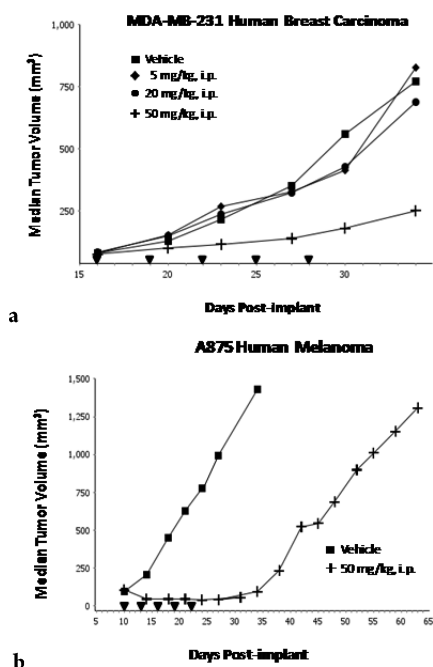 MDA-MB-231 Human Breast Carcinoma
Median Tumor Volume (mm³)
1,000
750
500
250
Vehicle
5 mg/kg, i.p.
20 mg/kg, i.p.
50 mg/kg, i.p.
15
20
25
30
Days Post-implant
a
A875 Human Melanoma
Median Tumor Volume (mm³)
1,500
1,250
1,000
750
500
250
0
Vehicle
50 mg/kg, i.p.
5
10
15
20
25
30
35
40
45
50
55
60
65
Days Post-implant
b